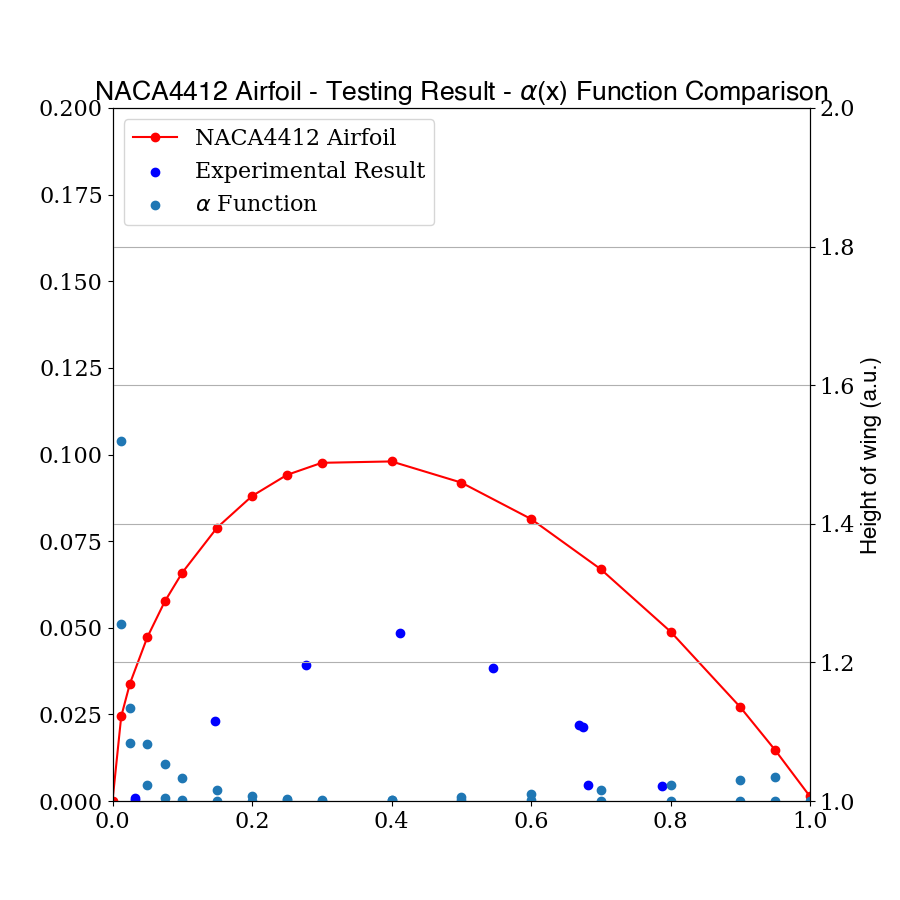 NACA4412 Airfoil - Testing Result - α(x) Function Comparison
NACA4412 Airfoil
Experimental Result
α Function
0.200
0.175
0.150
0.125
0.100
0.075
0.050
0.025
0.000
2.0
1.8
1.6
1.4
1.2
1.0
Height of wing (a.u.)
0.0 0.2 0.4 0.6 0.8 1.0